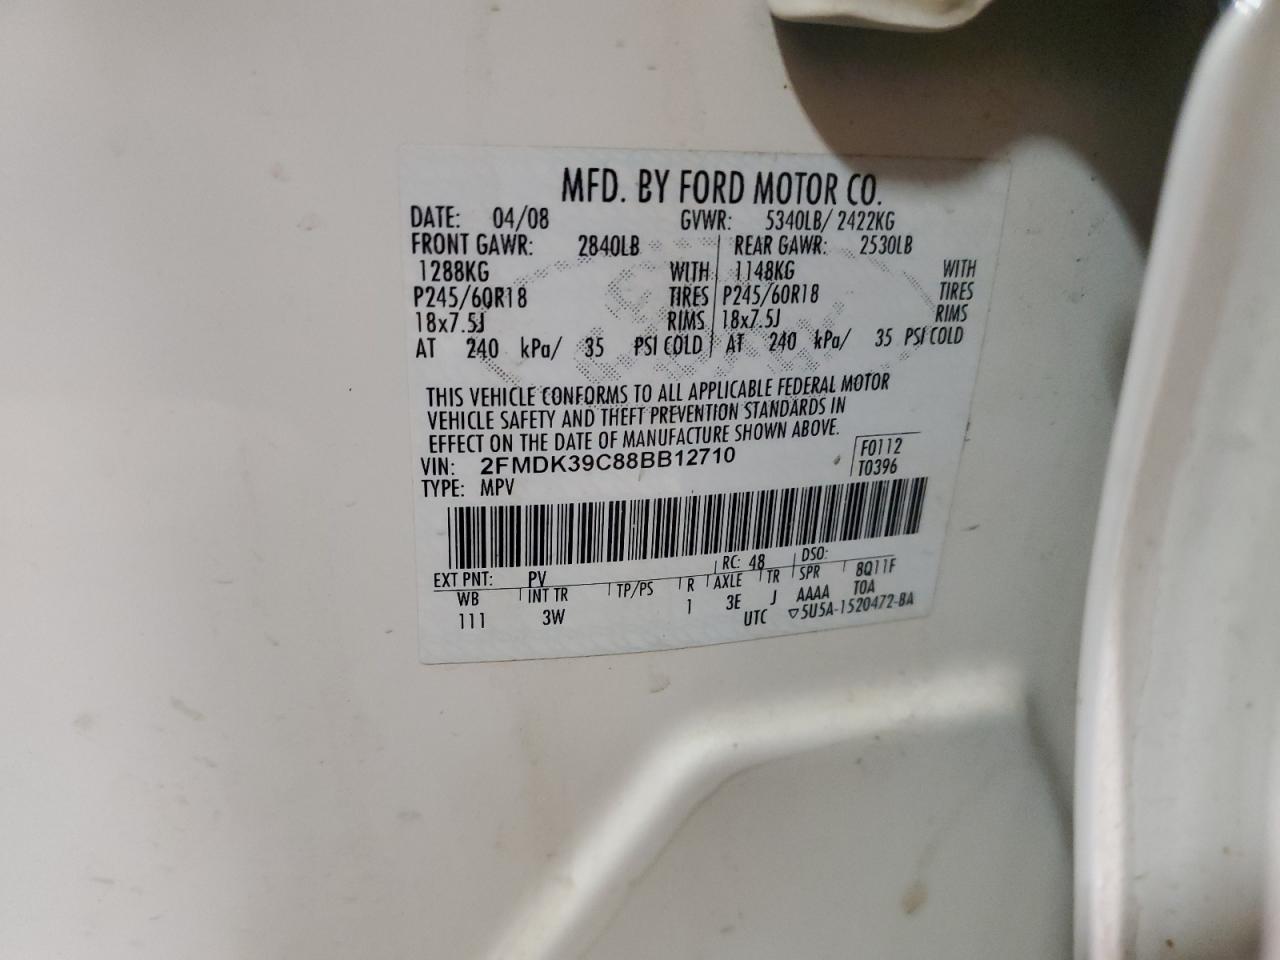 MFD. BY FORD MOTOR CO.
DATE: 04/08 GVWR: 5340LB/ 2422KG
FRONT GAWR: 2840LB REAR GAWR: 2530LB
1288KG WITH 1148KG WITH
P245/60R18 TIRES P245/60R18 TIRES
18x7.5J RIMS 18x7.5J RIMS
AT 240 kPa/ 35 PSI COLD AT 240 kPa/ 35 PSI COLD
THIS VEHICLE CONFORMS TO ALL APPLICABLE FEDERAL MOTOR
VEHICLE SAFETY AND THEFT PREVENTION STANDARDS IN
EFFECT ON THE DATE OF MANUFACTURE SHOWN ABOVE.
VIN: 2FMDK39C88BB12710 F0112
TYPE: MPV T0396
EXT PNT: PV RC: 48 DSO:
WB INT TR TP/PS R AXLE TR SPR 8Q11F
111 3W 1 3E J AAAA TOA
UTC ▽5U5A-1520472-BA